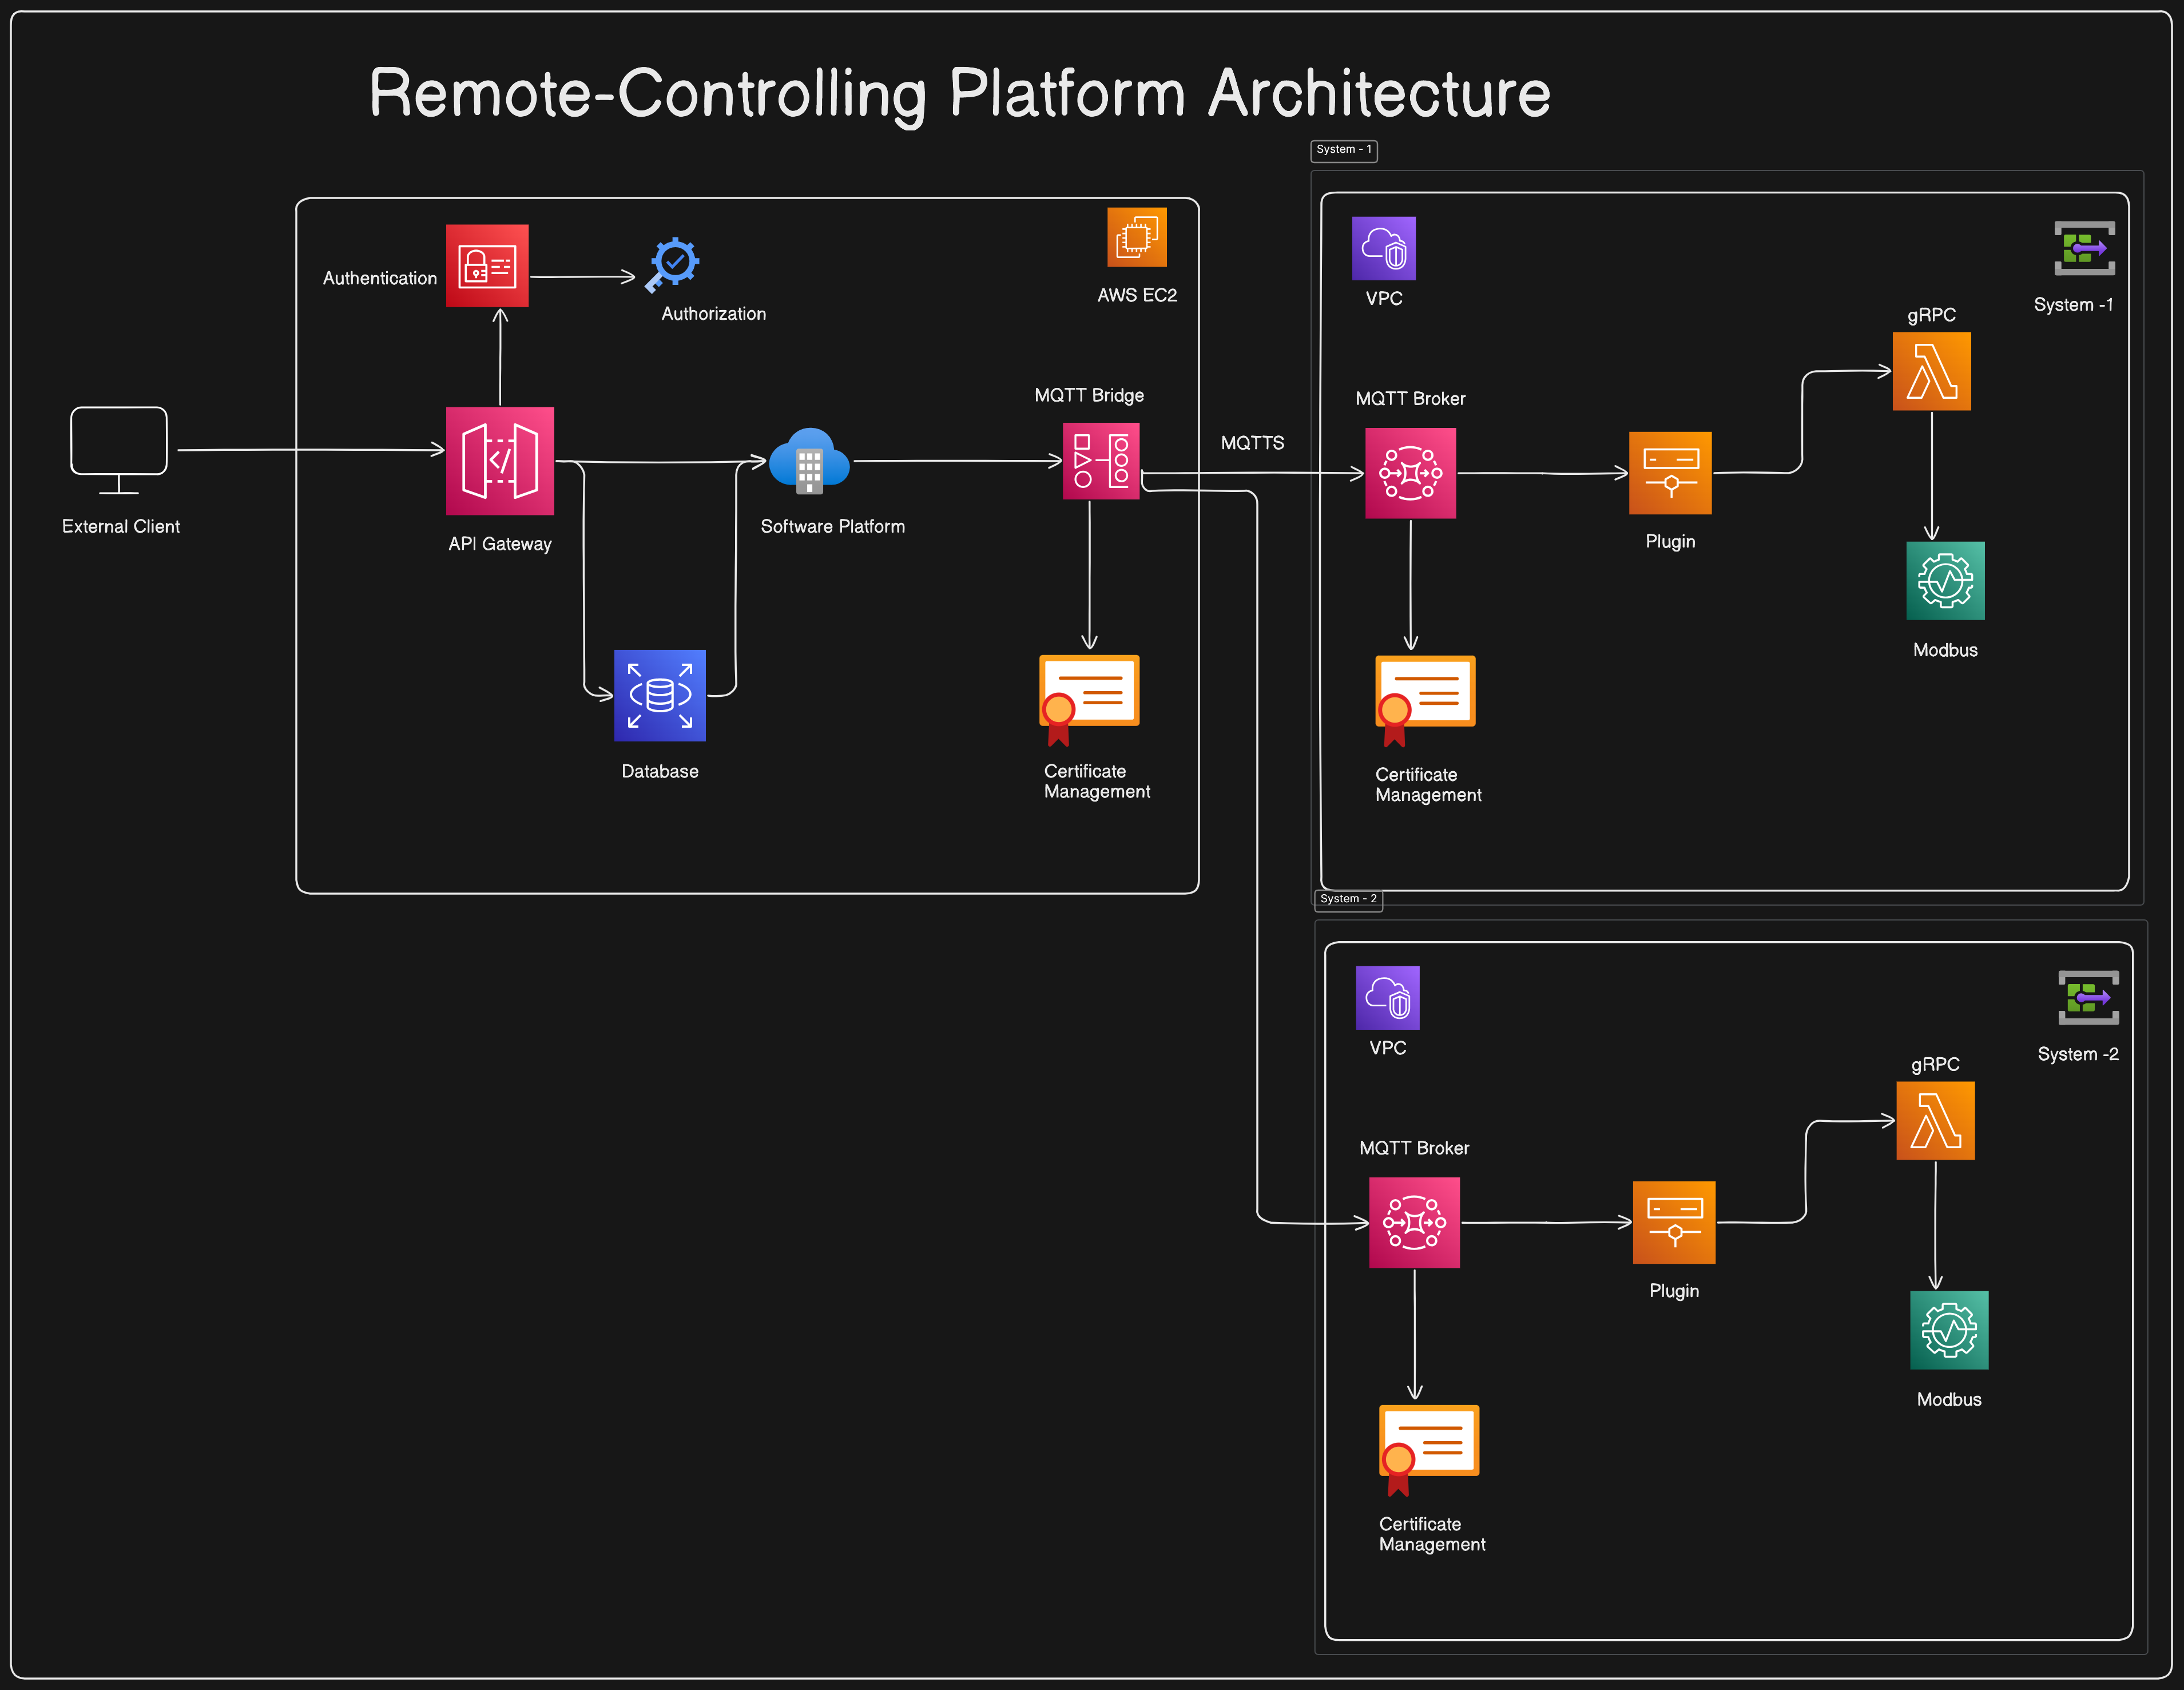 Remote-Controlling Platform Architecture
External Client
Authentication
Authorization
AWS EC2
API Gateway
Software Platform
MQTT Bridge
Database
Certificate
Management
MQTTS
System - 1
VPC
System -1
gRPC
MQTT Broker
Plugin
Modbus
Certificate
Management
System - 2
VPC
System -2
gRPC
MQTT Broker
Plugin
Modbus
Certificate
Management